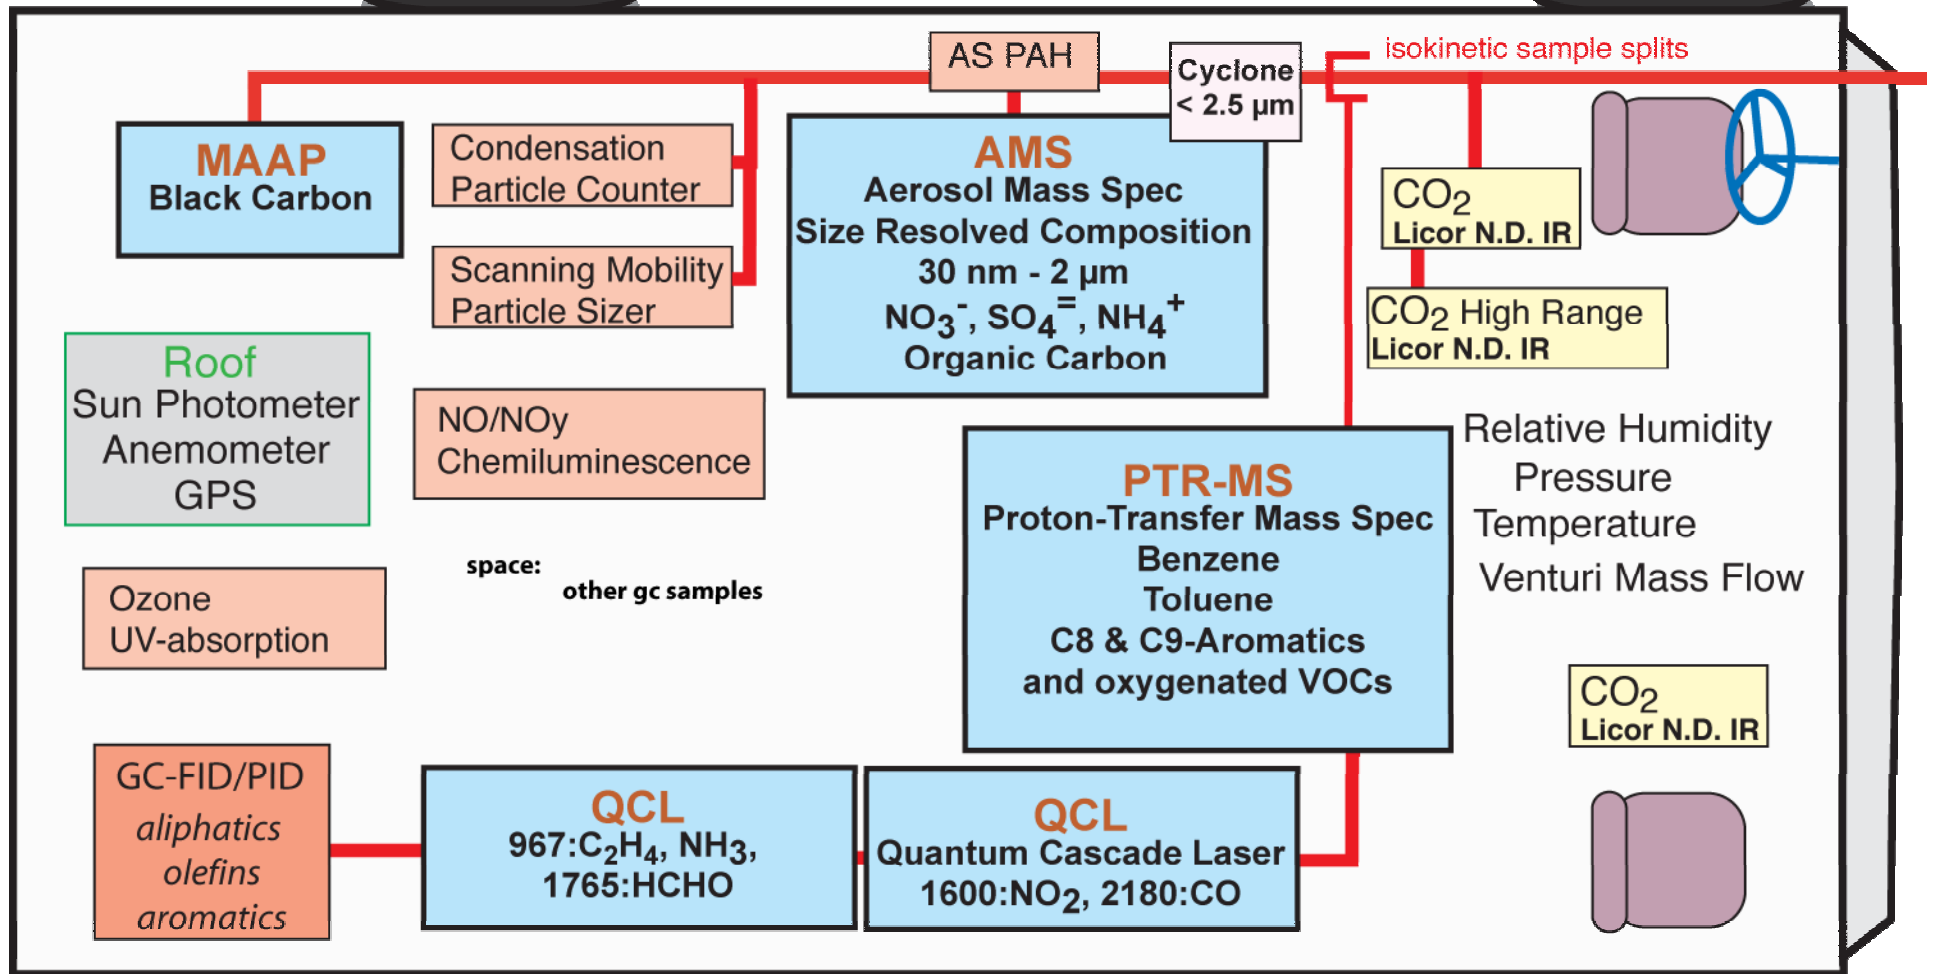 AS PAH
Cyclone
< 2.5 µm
isokinetic sample splits
MAAP
Black Carbon
Condensation
Particle Counter
Scanning Mobility
Particle Sizer
AMS
Aerosol Mass Spec
Size Resolved Composition
30 nm - 2 µm
NO₃⁻, SO₄⁼, NH₄⁺
Organic Carbon
CO₂
Licor N.D. IR
CO₂ High Range
Licor N.D. IR
Roof
Sun Photometer
Anemometer
GPS
NO/NOy
Chemiluminescence
Relative Humidity
Pressure
Temperature
Venturi Mass Flow
PTR-MS
Proton-Transfer Mass Spec
Benzene
Toluene
C8 & C9-Aromatics
and oxygenated VOCs
space:
other gc samples
Ozone
UV-absorption
CO₂
Licor N.D. IR
GC-FID/PID
aliphatics
olefins
aromatics
QCL
967:C₂H₄, NH₃,
1765:HCHO
QCL
Quantum Cascade Laser
1600:NO₂, 2180:CO